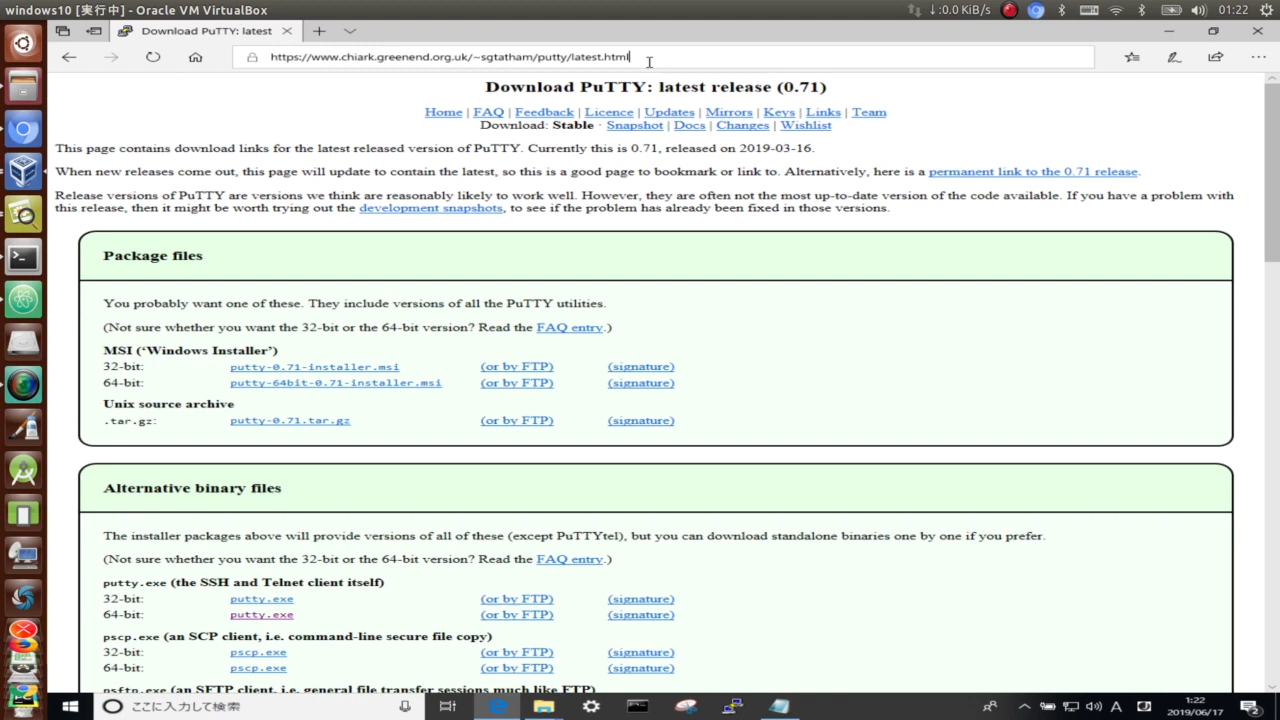 windows10 [実行中] - Oracle VM VirtualBox
↓:0.0 KiB/s
01:22
Download PuTTY: latest
https://www.chiark.greenend.org.uk/~sgtatham/putty/latest.html
Download PuTTY: latest release (0.71)
Home | FAQ | Feedback | Licence | Updates | Mirrors | Keys | Links | Team
Download: Stable · Snapshot | Docs | Changes | Wishlist
This page contains download links for the latest released version of PuTTY. Currently this is 0.71, released on 2019-03-16.
When new releases come out, this page will update to contain the latest, so this is a good page to bookmark or link to. Alternatively, here is a permanent link to the 0.71 release.
Release versions of PuTTY are versions we think are reasonably likely to work well. However, they are often not the most up-to-date version of the code available. If you have a problem with
this release, then it might be worth trying out the development snapshots, to see if the problem has already been fixed in those versions.
Package files
You probably want one of these. They include versions of all the PuTTY utilities.
(Not sure whether you want the 32-bit or the 64-bit version? Read the FAQ entry.)
MSI (‘Windows Installer’)
32-bit: putty-0.71-installer.msi (or by FTP) (signature)
64-bit: putty-64bit-0.71-installer.msi (or by FTP) (signature)
Unix source archive
.tar.gz: putty-0.71.tar.gz (or by FTP) (signature)
Alternative binary files
The installer packages above will provide versions of all of these (except PuTTYtel), but you can download standalone binaries one by one if you prefer.
(Not sure whether you want the 32-bit or the 64-bit version? Read the FAQ entry.)
putty.exe (the SSH and Telnet client itself)
32-bit: putty.exe (or by FTP) (signature)
64-bit: putty.exe (or by FTP) (signature)
pscp.exe (an SCP client, i.e. command-line secure file copy)
32-bit: pscp.exe (or by FTP) (signature)
64-bit: pscp.exe (or by FTP) (signature)
psftp.exe (an SFTP client, i.e. general file transfer sessions much like FTP)
ここに入力して検索
A
1:22
2019/06/17
2